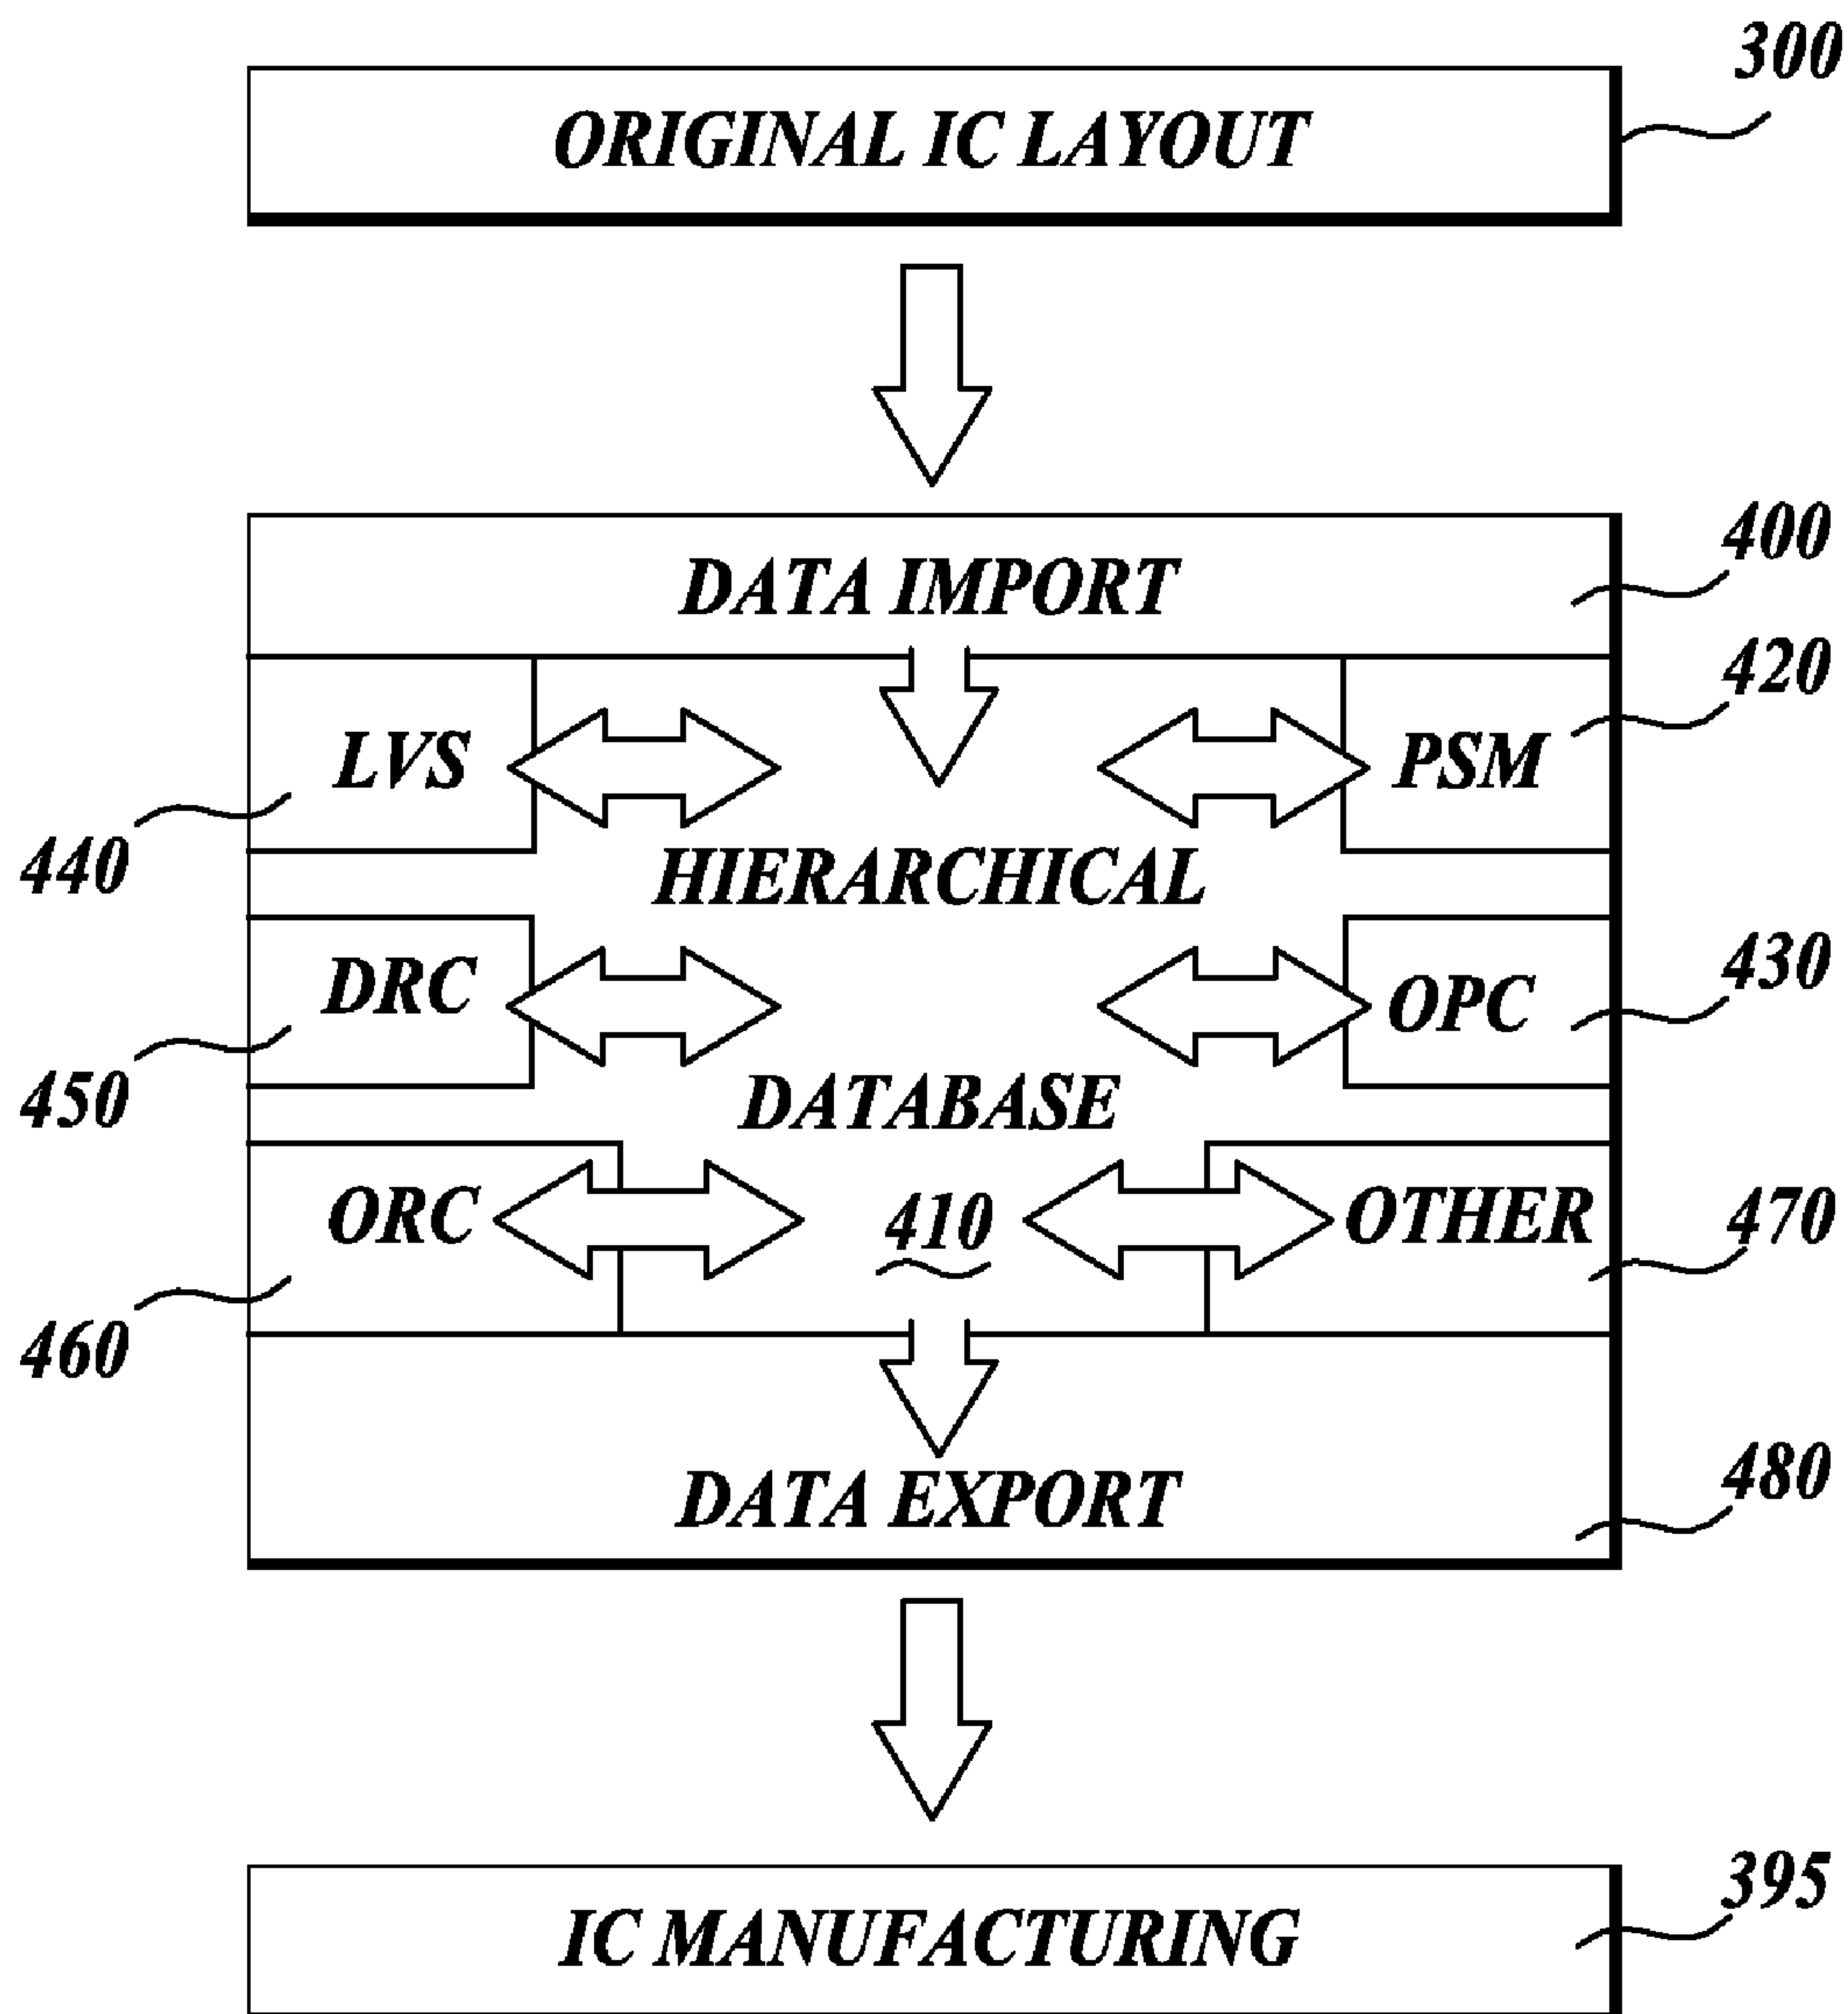 300
ORIGINAL IC LAYOUT
400
DATA IMPORT
420
LVS
PSM
440
HIERARCHICAL
430
DRC
OPC
450
DATABASE
470
ORC
410
OTHER
460
480
DATA EXPORT
395
IC MANUFACTURING